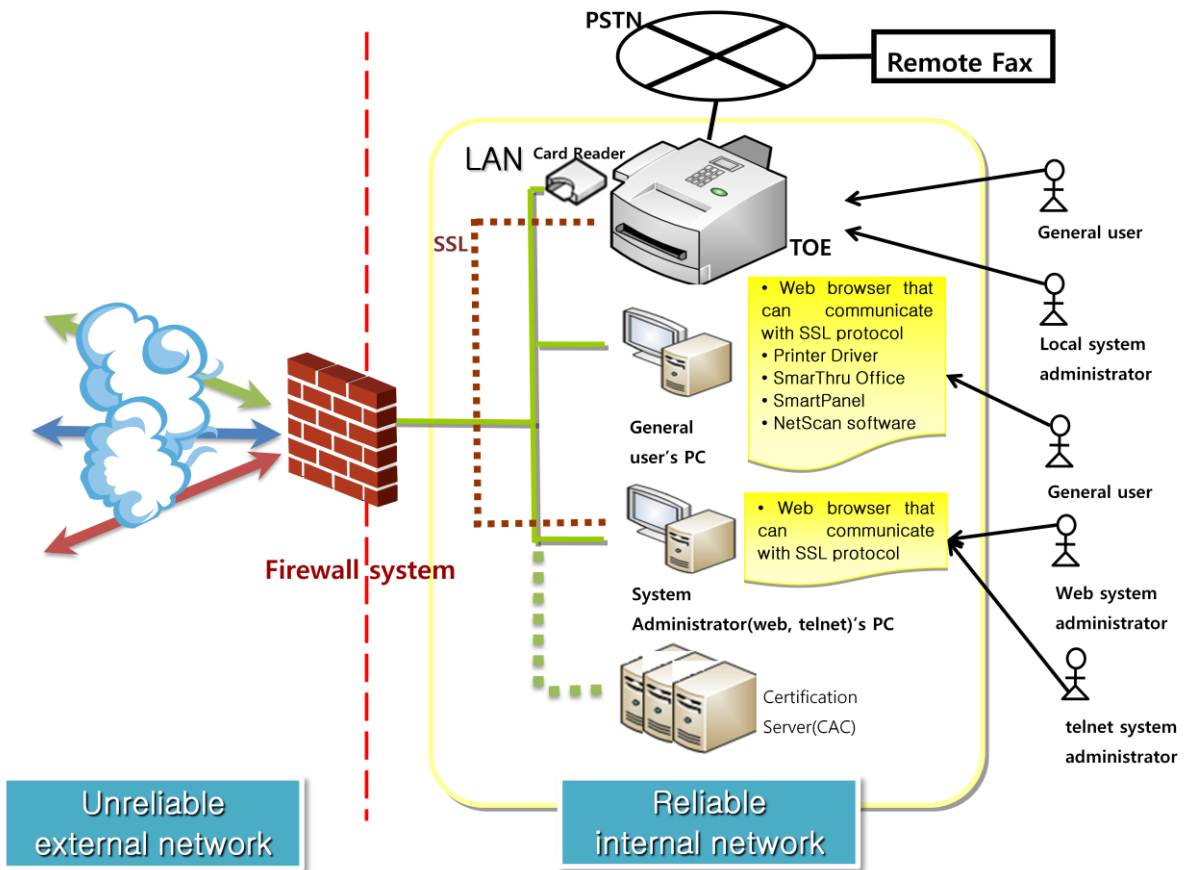 PSTN
Remote Fax
LAN
Card Reader
SSL
TOE
General user
• Web browser that
can communicate
with SSL protocol
• Printer Driver
• SmarThru Office
• SmartPanel
• NetScan software
Local system
administrator
General
user's PC
General user
• Web browser that
can communicate
with SSL protocol
Firewall system
System
Administrator(web, telnet)'s PC
Web system
administrator
Certification
Server(CAC)
telnet system
administrator
Unreliable
external network
Reliable
internal network